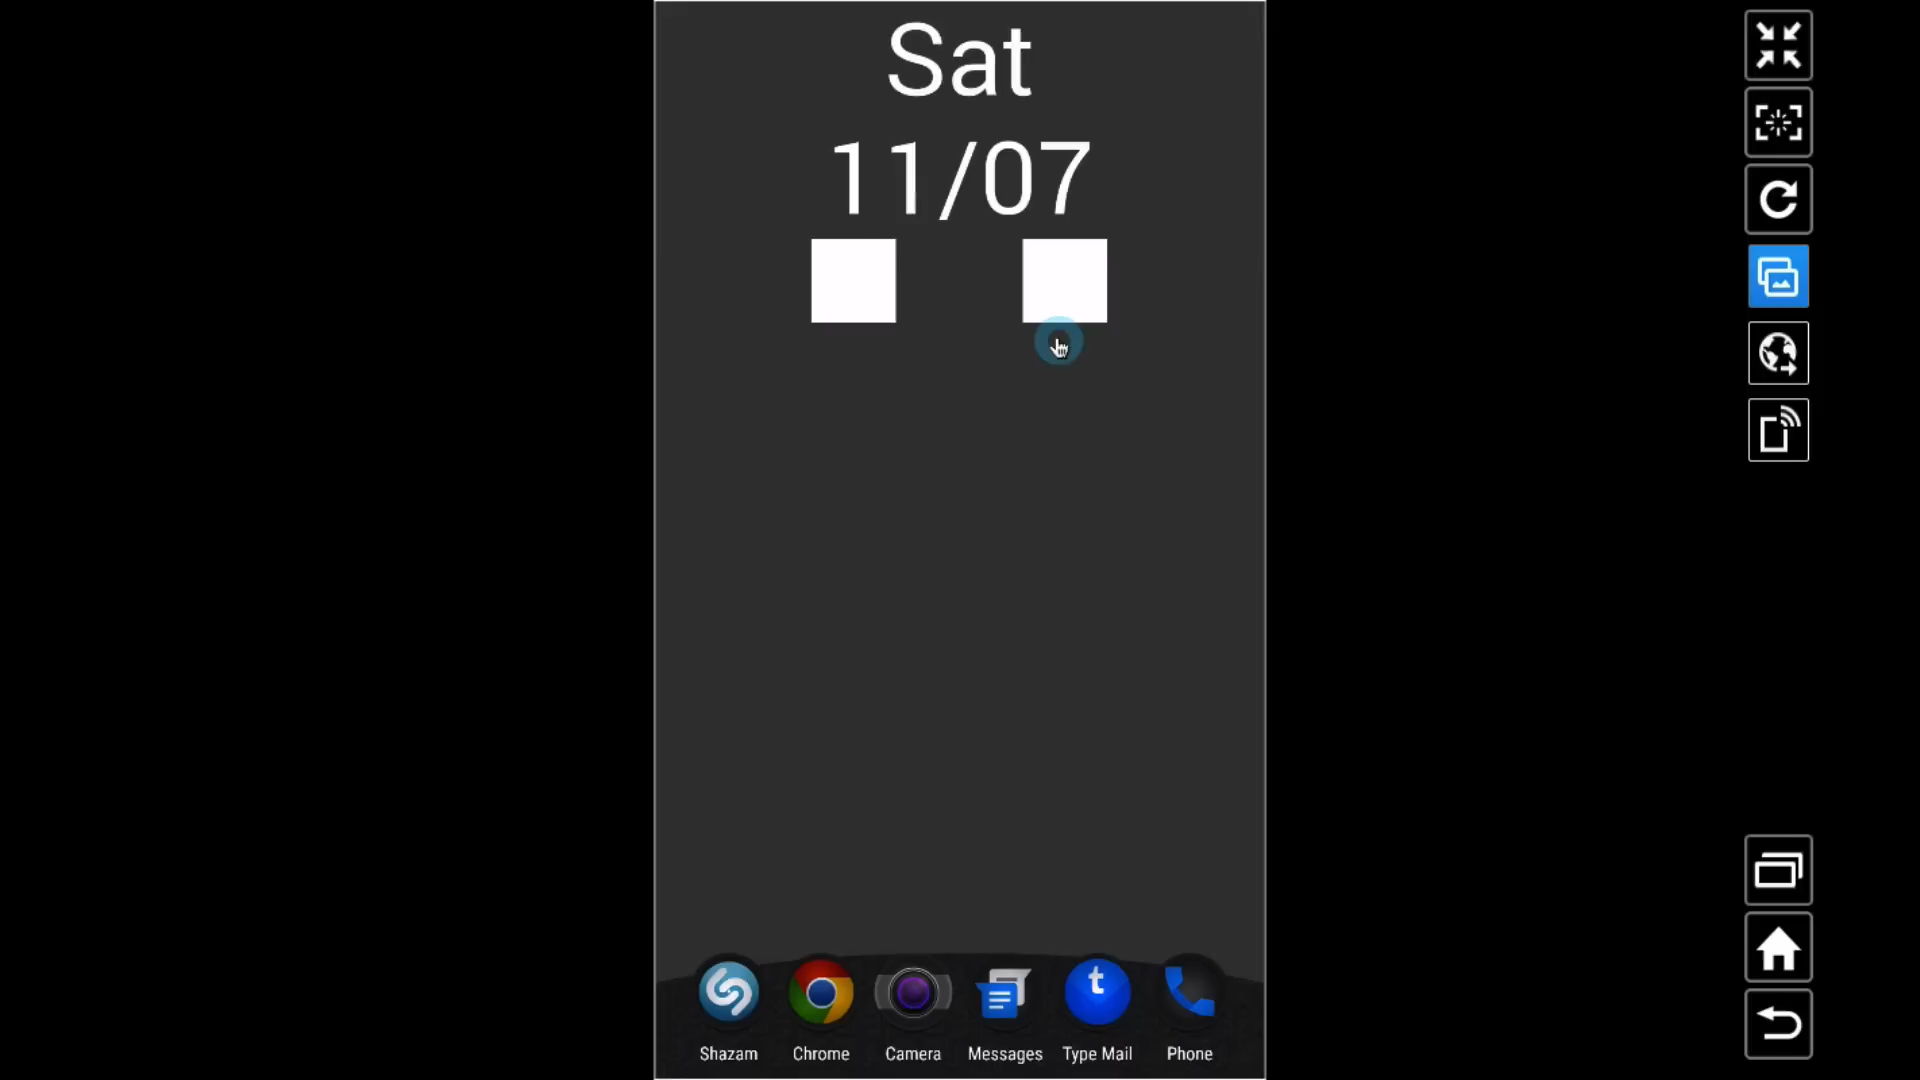 Sat
11/07
t
Shazam
Chrome
Camera
Messages
Type Mail
Phone